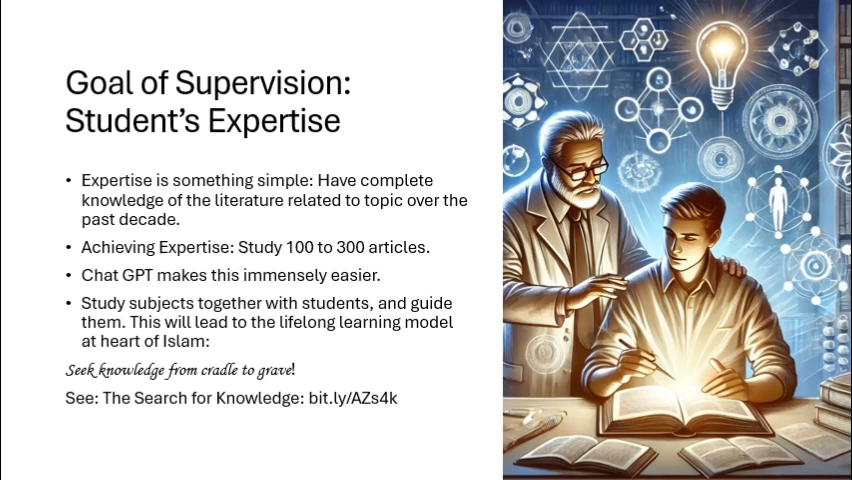 Goal of Supervision:
Student’s Expertise
• Expertise is something simple: Have complete
knowledge of the literature related to topic over the
past decade.
• Achieving Expertise: Study 100 to 300 articles.
• Chat GPT makes this immensely easier.
• Study subjects together with students, and guide
them. This will lead to the lifelong learning model
at heart of Islam:
Seek knowledge from cradle to grave!
See: The Search for Knowledge: bit.ly/AZs4k